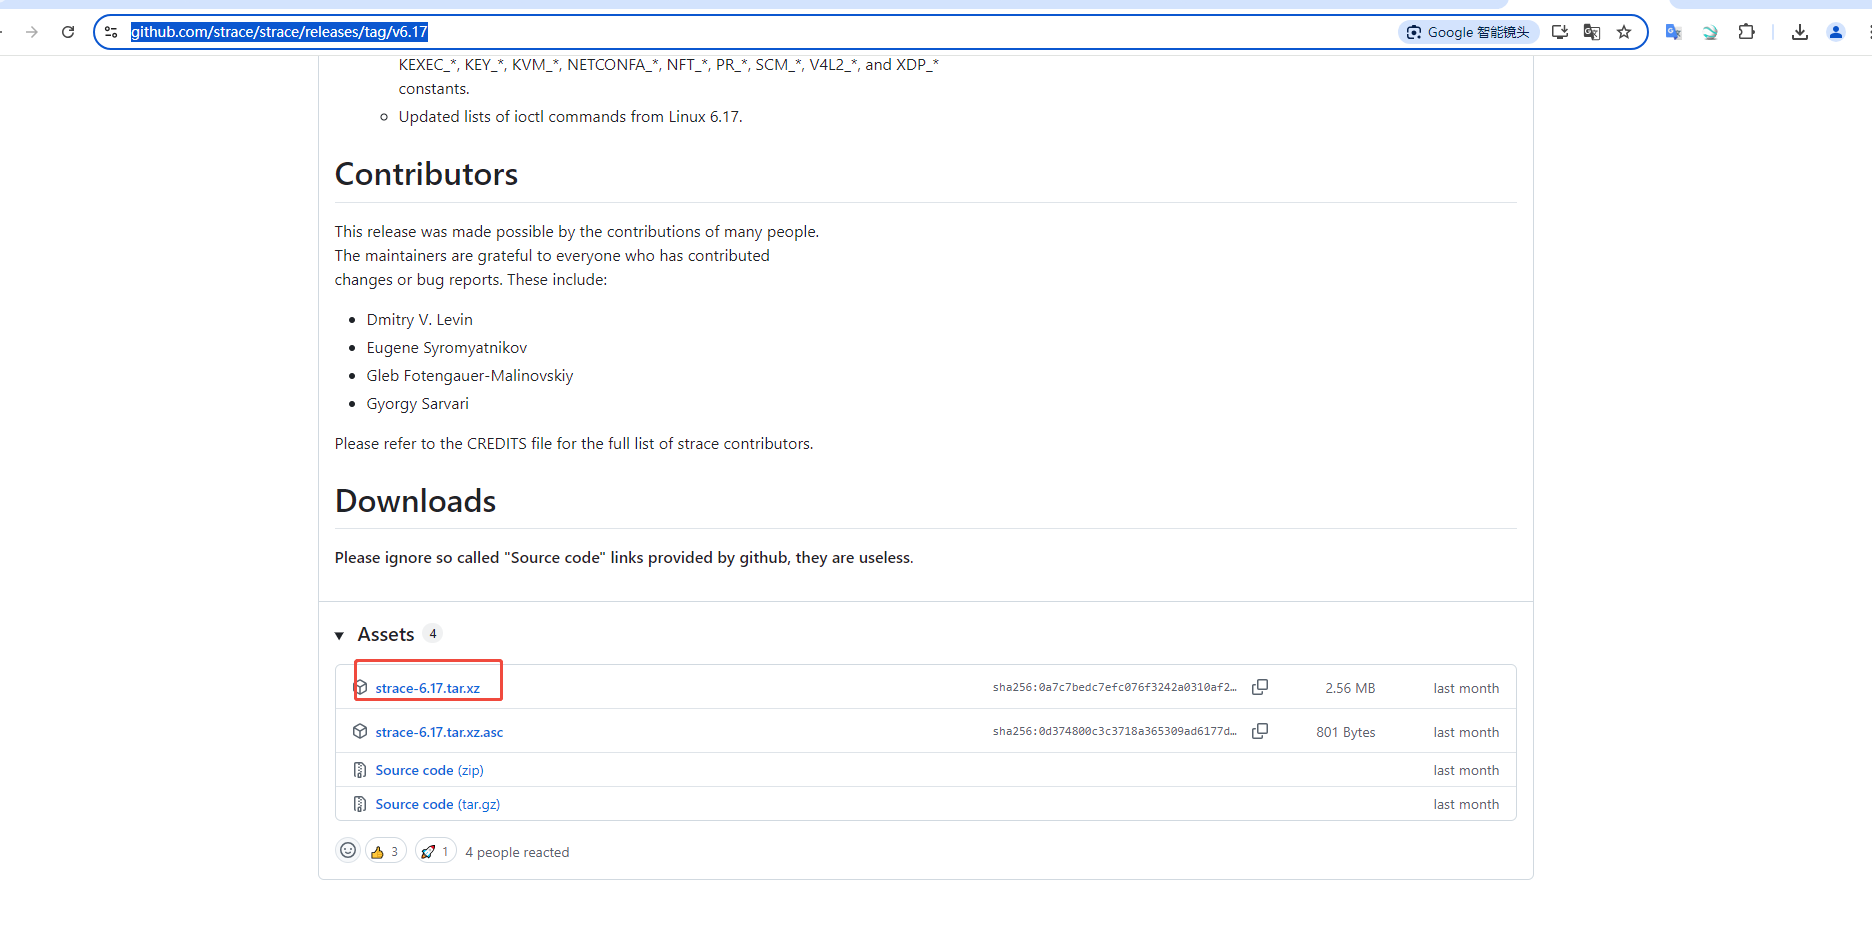 github.com/strace/strace/releases/tag/v6.17
Google 智能镜头
KEXEC_*, KEY_*, KVM_*, NETCONFA_*, NFT_*, PR_*, SCM_*, V4L2_*, and XDP_*
constants.
Updated lists of ioctl commands from Linux 6.17.
Contributors
This release was made possible by the contributions of many people.
The maintainers are grateful to everyone who has contributed
changes or bug reports. These include:
Dmitry V. Levin
Eugene Syromyatnikov
Gleb Fotengauer-Malinovskiy
Gyorgy Sarvari
Please refer to the CREDITS file for the full list of strace contributors.
Downloads
Please ignore so called "Source code" links provided by github, they are useless.
Assets 4
strace-6.17.tar.xz sha256:0a7c7bedc7efc076f3242a0310af2… 2.56 MB last month
strace-6.17.tar.xz.asc sha256:0d374800c3c3718a365309ad6177d… 801 Bytes last month
Source code (zip) last month
Source code (tar.gz) last month
3 1 4 people reacted